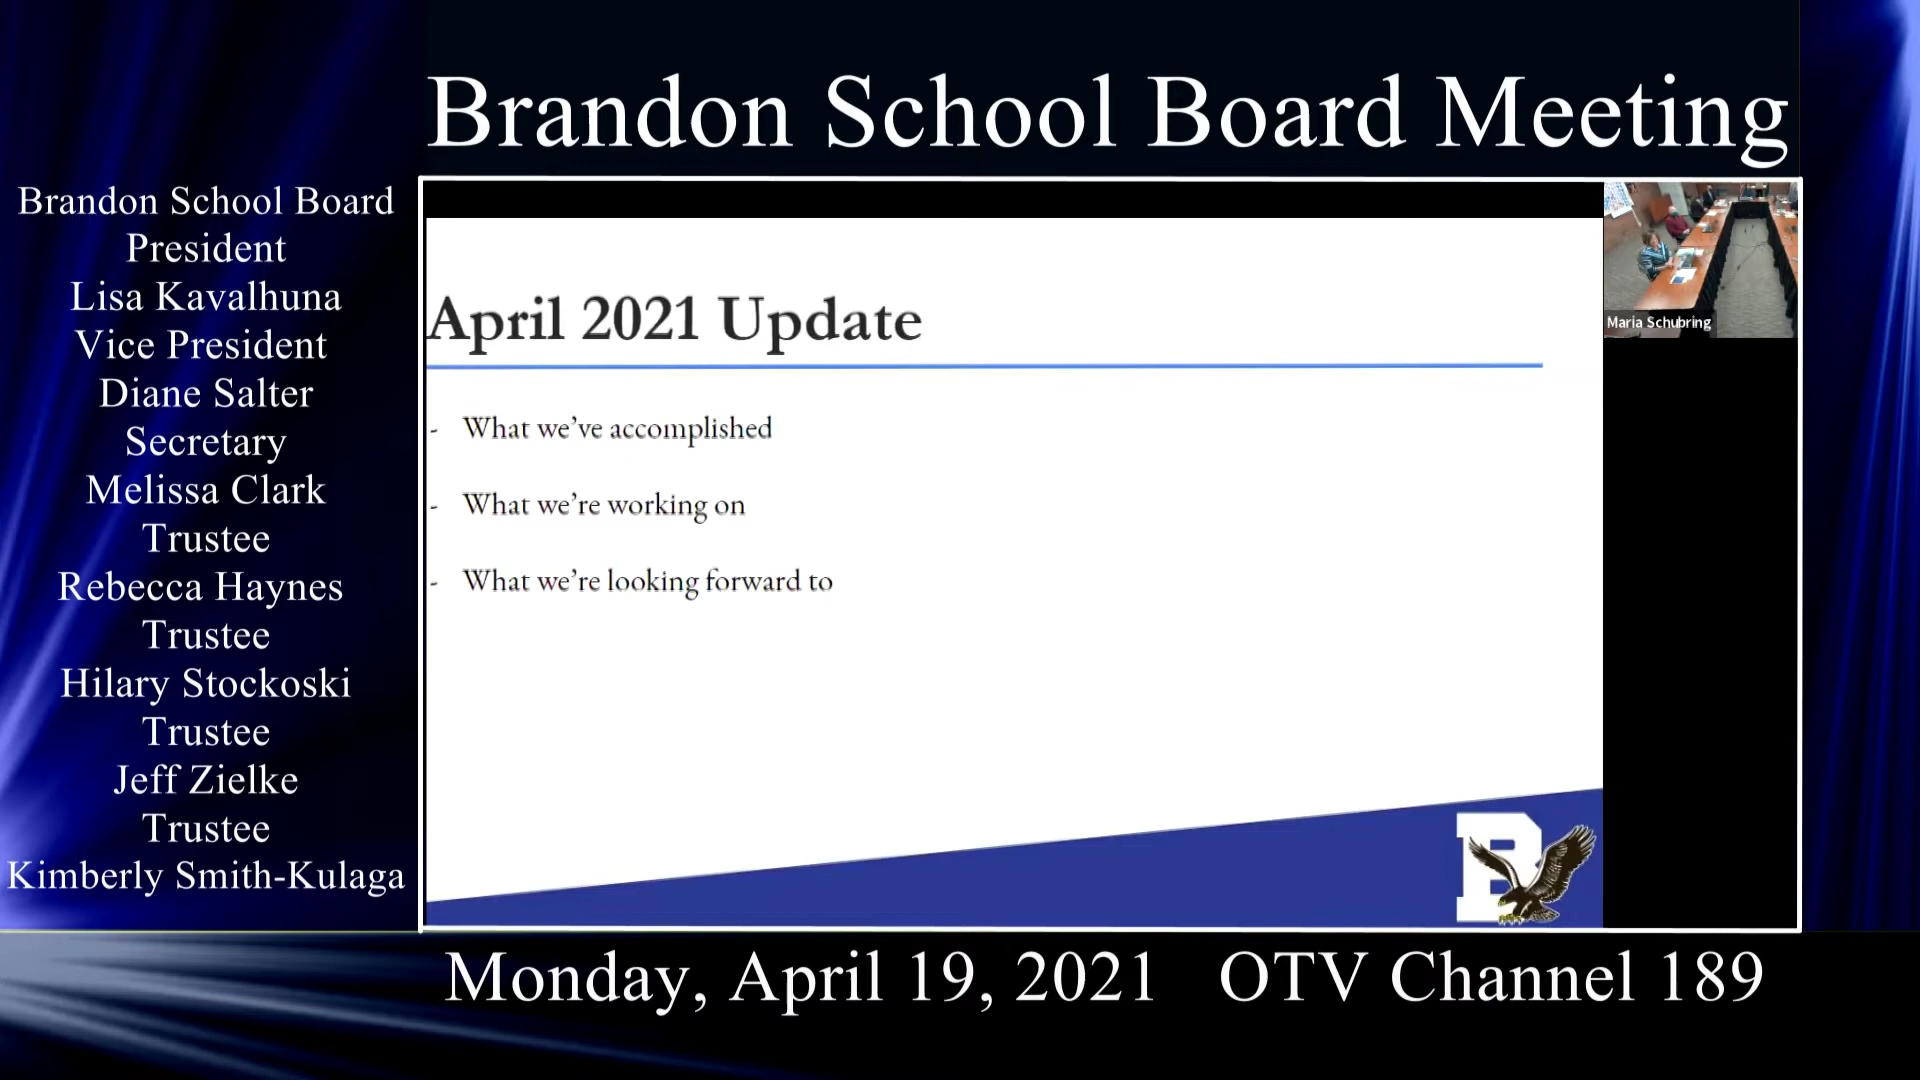 Brandon School Board Meeting
Brandon School Board
President
Lisa Kavalhuna
Vice President
Diane Salter
Secretary
Melissa Clark
Trustee
Rebecca Haynes
Trustee
Hilary Stockoski
Trustee
Jeff Zielke
Trustee
Kimberly Smith-Kulaga
April 2021 Update
- What we’ve accomplished
- What we’re working on
- What we’re looking forward to
B
Maria Schubring
Monday, April 19, 2021 OTV Channel 189